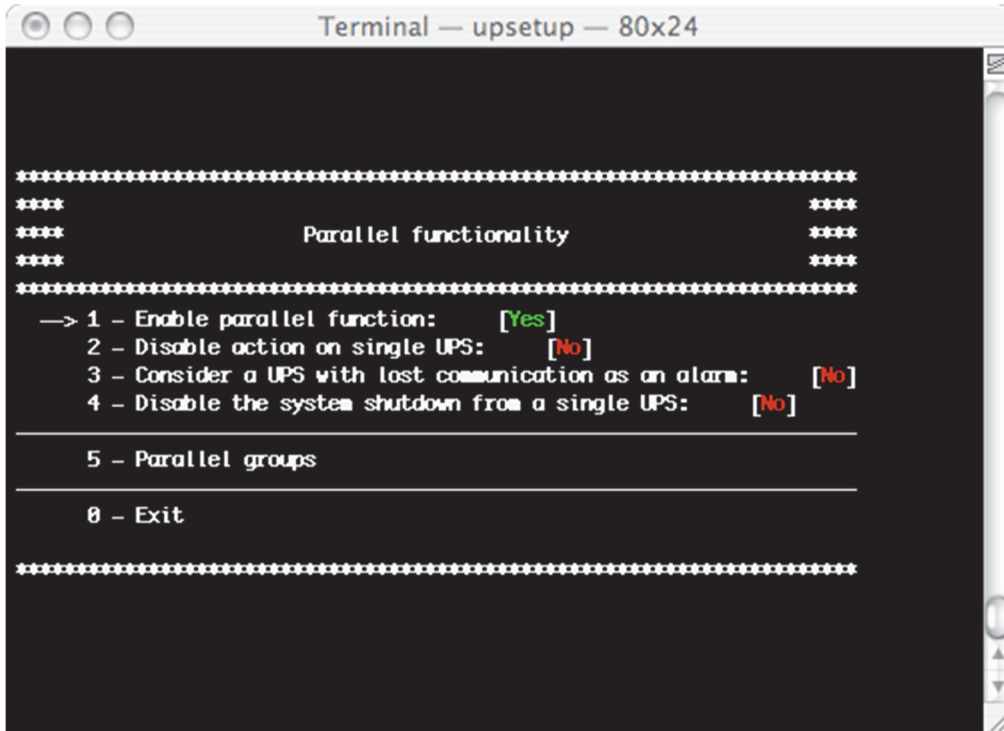 Terminal — upsetup — 80x24
**********************************************************************
**** ****
**** Parallel functionality ****
**** ****
**********************************************************************
—> 1 – Enable parallel function: [Yes]
2 – Disable action on single UPS: [No]
3 – Consider a UPS with lost communication as an alarm: [No]
4 – Disable the system shutdown from a single UPS: [No]
5 – Parallel groups
0 – Exit
**********************************************************************